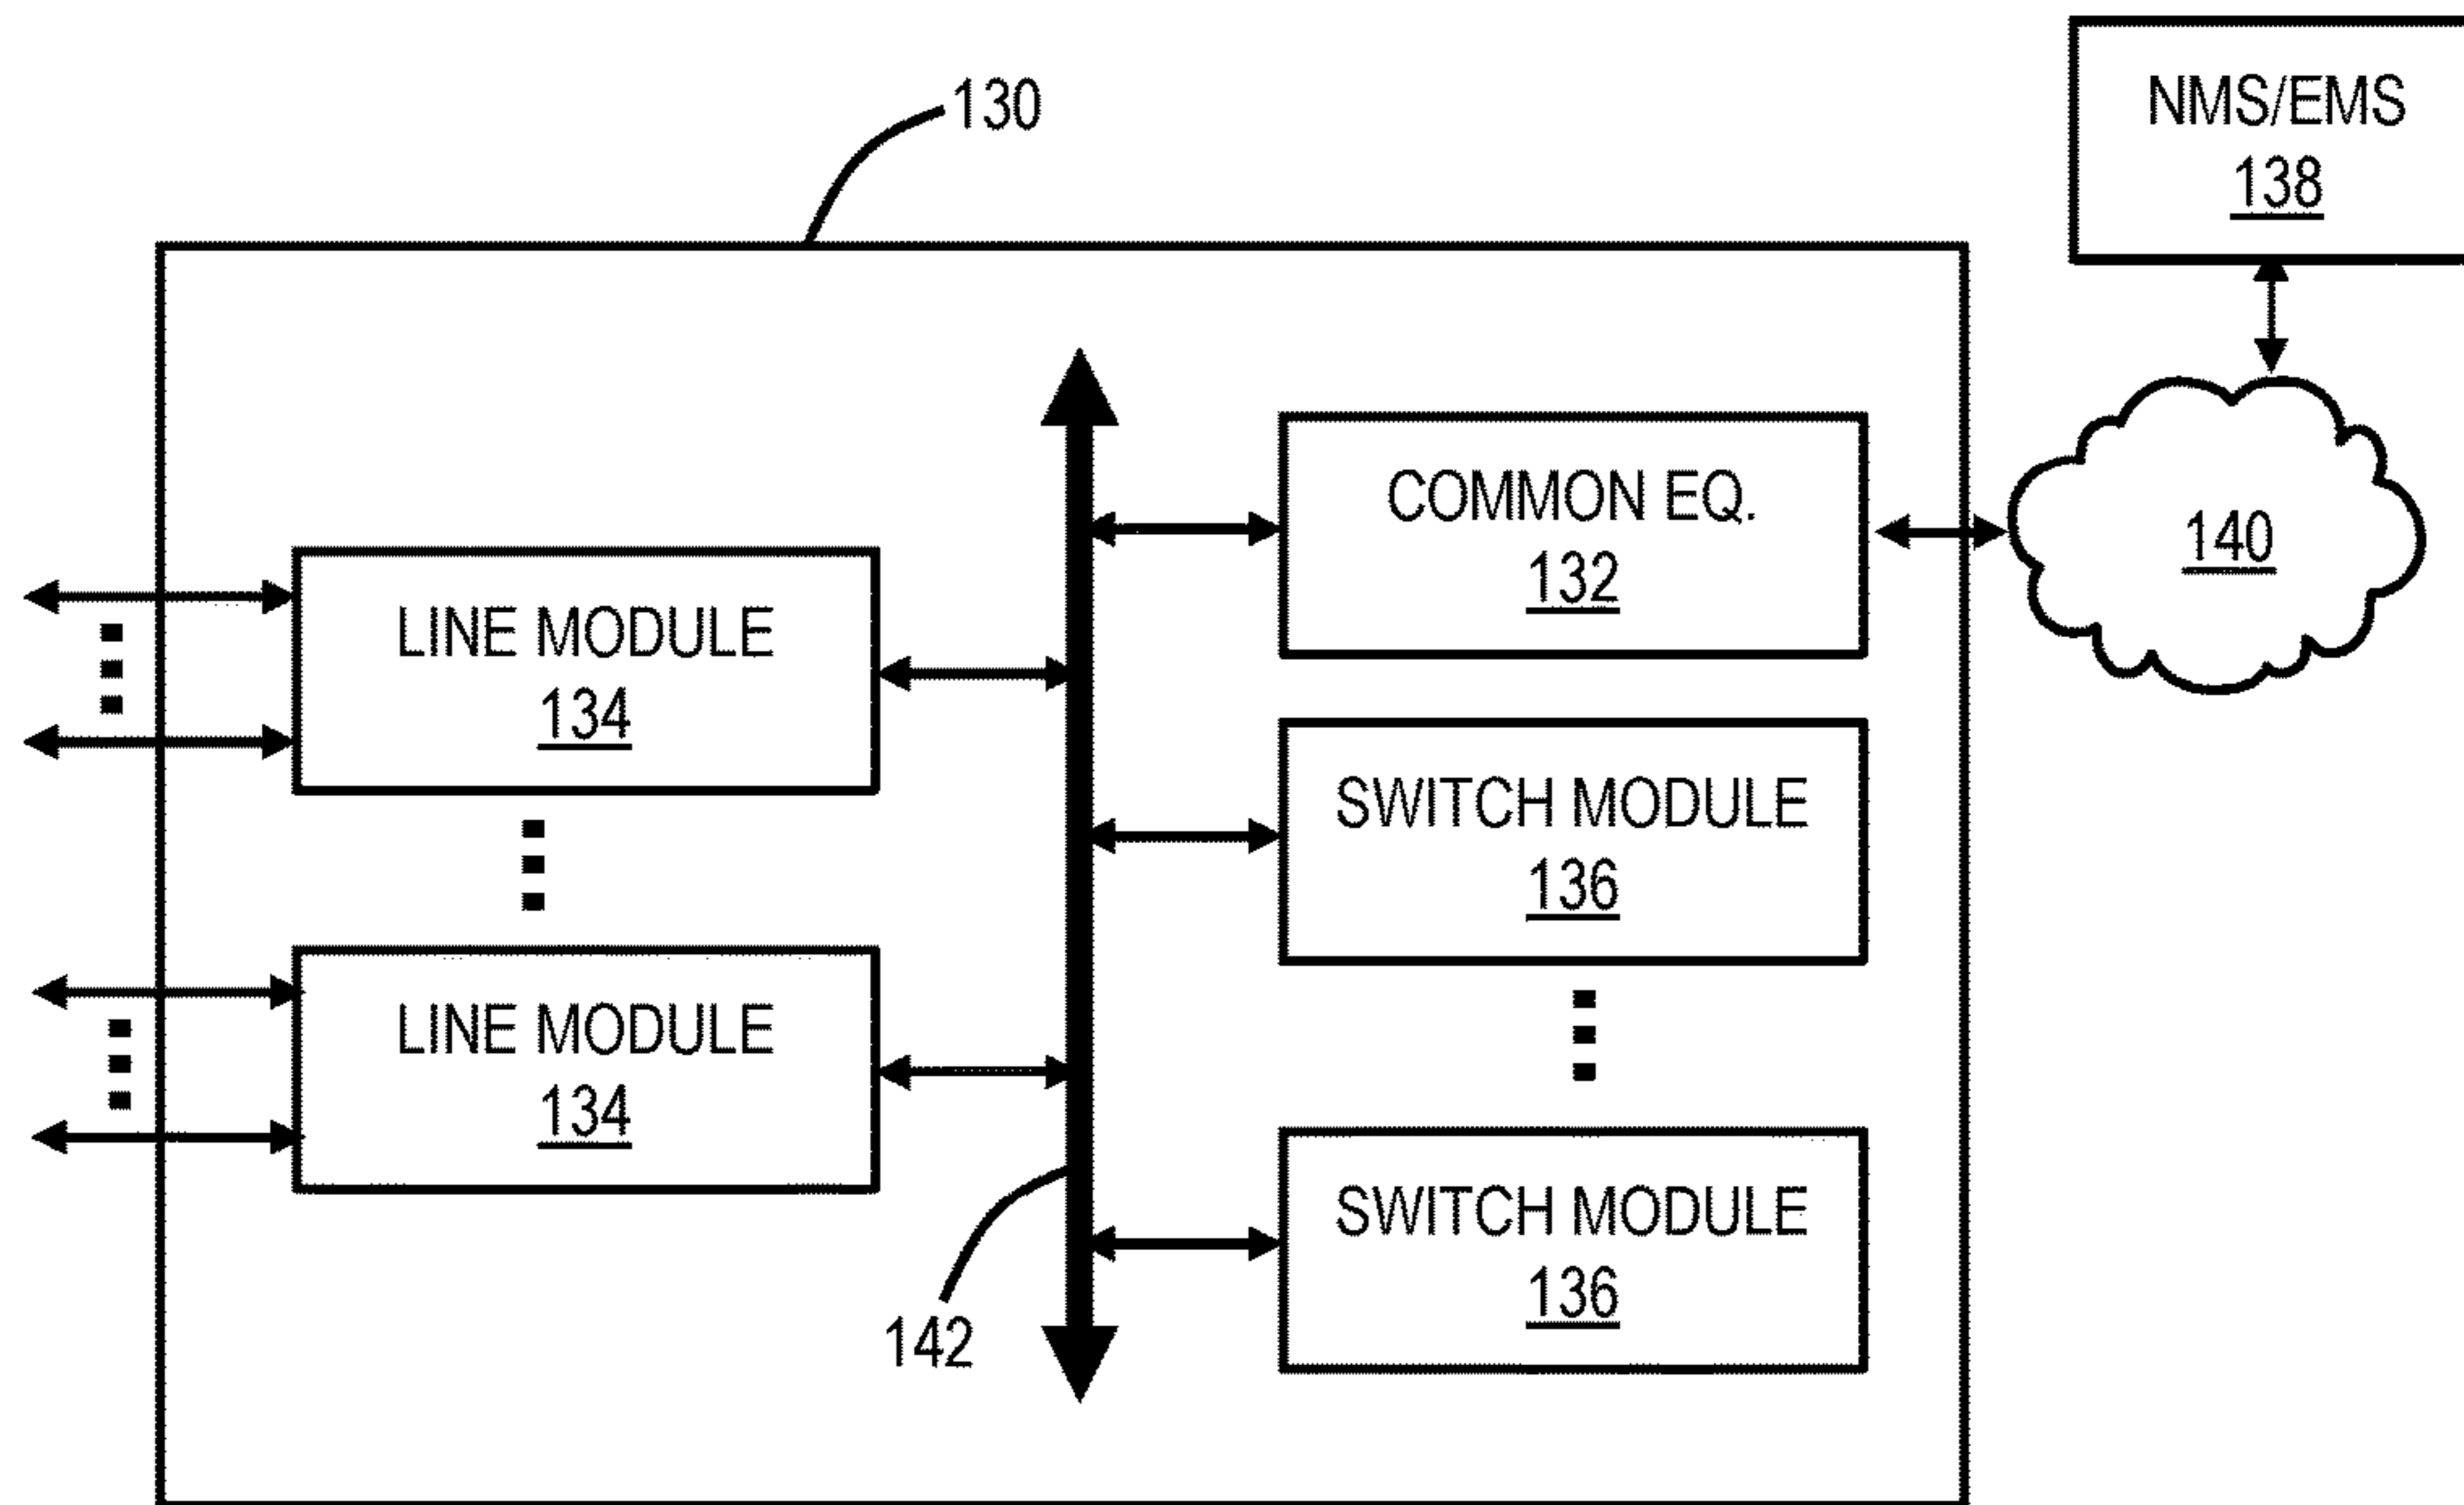 130
NMS/EMS
138
COMMON EQ.
132
140
LINE MODULE
134
SWITCH MODULE
136
LINE MODULE
134
SWITCH MODULE
136
142